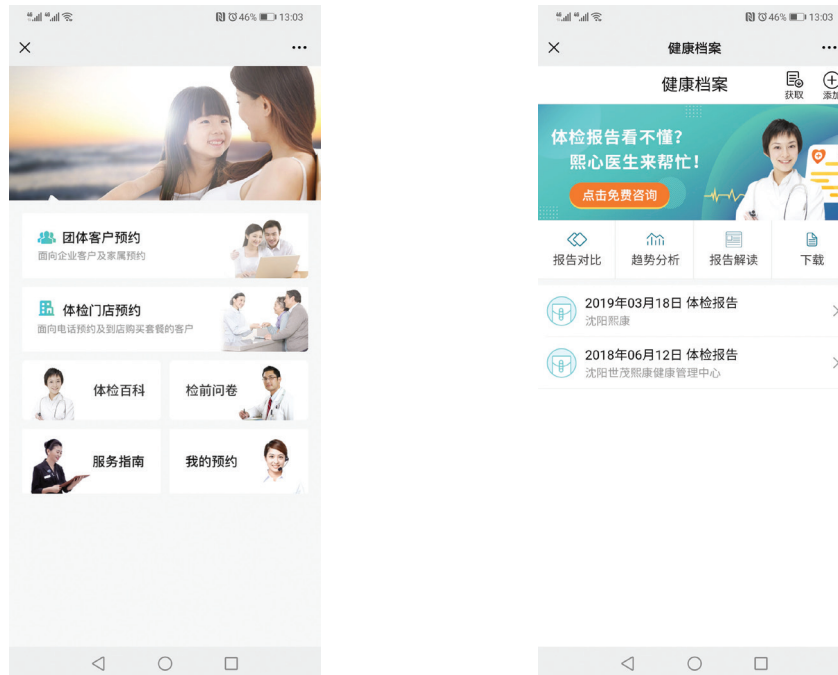 46% 13:03
团体客户预约
面向企业客户及家属预约
体检门店预约
面向电话预约及到店购买套餐的客户
体检百科
检前问卷
服务指南
我的预约
46% 13:03
健康档案
健康档案
获取
添加
体检报告看不懂?
熙心医生来帮忙!
点击免费咨询
报告对比
趋势分析
报告解读
下载
2019年03月18日 体检报告
沈阳熙康
2018年06月12日 体检报告
沈阳世茂熙康健康管理中心